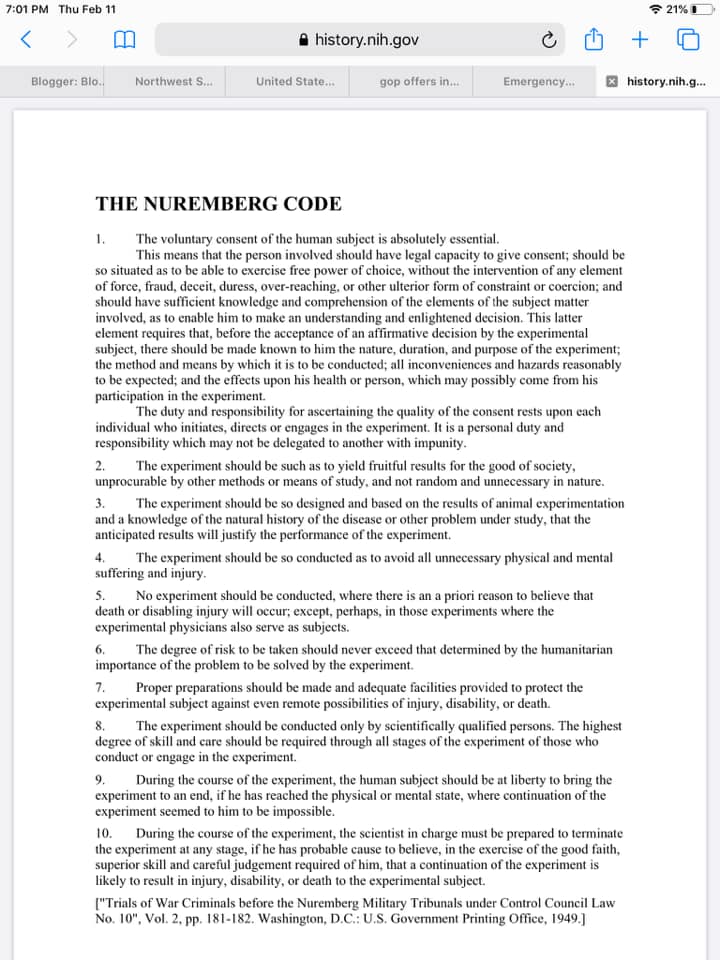 7:01 PM Thu Feb 11
21%
history.nih.gov
Blogger: Blo..
Northwest S...
United State...
gop offers in...
Emergency...
history.nih.g...
THE NUREMBERG CODE
1. The voluntary consent of the human subject is absolutely essential.
This means that the person involved should have legal capacity to give consent; should be
so situated as to be able to exercise free power of choice, without the intervention of any element
of force, fraud, deceit, duress, over-reaching, or other ulterior form of constraint or coercion; and
should have sufficient knowledge and comprehension of the elements of the subject matter
involved, as to enable him to make an understanding and enlightened decision. This latter
element requires that, before the acceptance of an affirmative decision by the experimental
subject, there should be made known to him the nature, duration, and purpose of the experiment;
the method and means by which it is to be conducted; all inconveniences and hazards reasonably
to be expected; and the effects upon his health or person, which may possibly come from his
participation in the experiment.
The duty and responsibility for ascertaining the quality of the consent rests upon each
individual who initiates, directs or engages in the experiment. It is a personal duty and
responsibility which may not be delegated to another with impunity.
2. The experiment should be such as to yield fruitful results for the good of society,
unprocurable by other methods or means of study, and not random and unnecessary in nature.
3. The experiment should be so designed and based on the results of animal experimentation
and a knowledge of the natural history of the disease or other problem under study, that the
anticipated results will justify the performance of the experiment.
4. The experiment should be so conducted as to avoid all unnecessary physical and mental
suffering and injury.
5. No experiment should be conducted, where there is an a priori reason to believe that
death or disabling injury will occur; except, perhaps, in those experiments where the
experimental physicians also serve as subjects.
6. The degree of risk to be taken should never exceed that determined by the humanitarian
importance of the problem to be solved by the experiment.
7. Proper preparations should be made and adequate facilities provided to protect the
experimental subject against even remote possibilities of injury, disability, or death.
8. The experiment should be conducted only by scientifically qualified persons. The highest
degree of skill and care should be required through all stages of the experiment of those who
conduct or engage in the experiment.
9. During the course of the experiment, the human subject should be at liberty to bring the
experiment to an end, if he has reached the physical or mental state, where continuation of the
experiment seemed to him to be impossible.
10. During the course of the experiment, the scientist in charge must be prepared to terminate
the experiment at any stage, if he has probable cause to believe, in the exercise of the good faith,
superior skill and careful judgement required of him, that a continuation of the experiment is
likely to result in injury, disability, or death to the experimental subject.
["Trials of War Criminals before the Nuremberg Military Tribunals under Control Council Law
No. 10", Vol. 2, pp. 181-182. Washington, D.C.: U.S. Government Printing Office, 1949.]